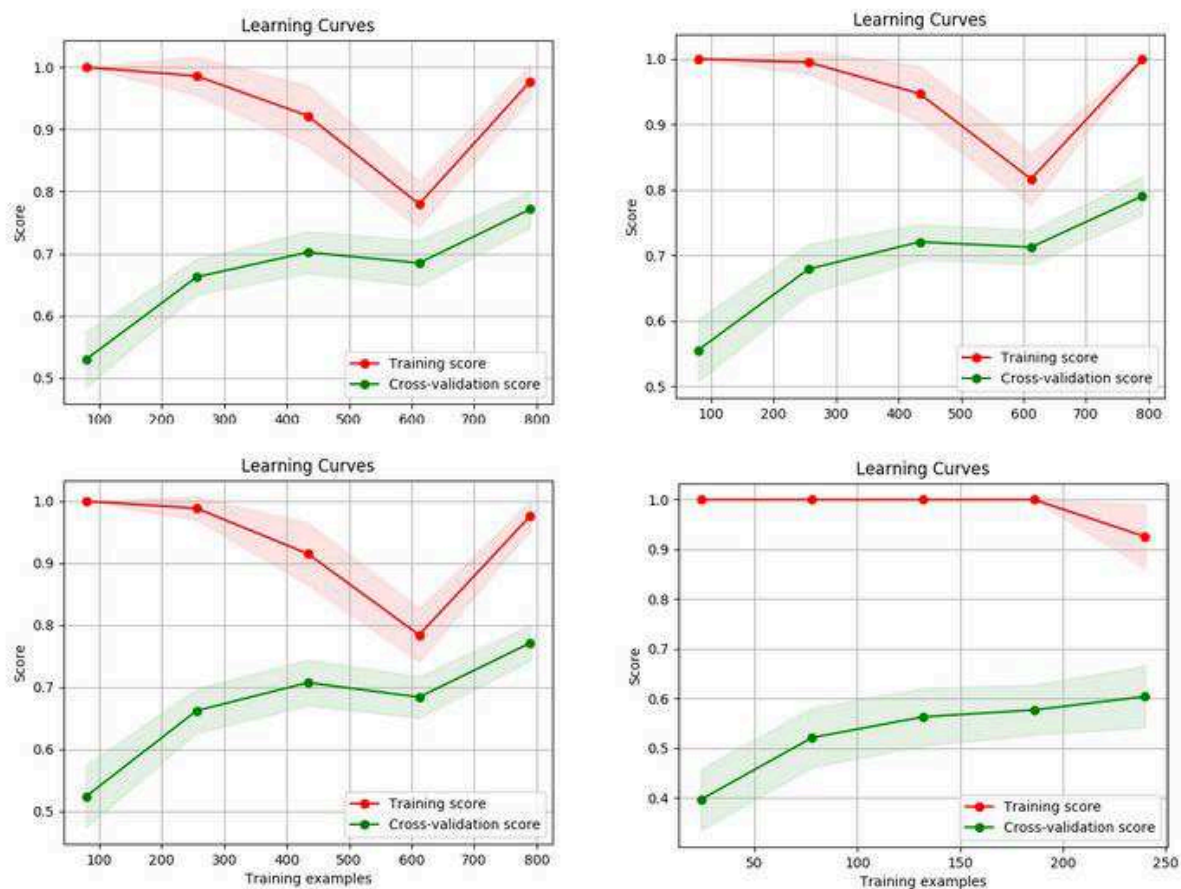 Learning Curves
1.0
0.9
0.8
0.7
0.6
0.5
Score
Training score
Cross-validation score
100 200 300 400 500 600 700 800
Learning Curves
1.0
0.9
0.8
0.7
0.6
0.5
Score
Training score
Cross-validation score
100 200 300 400 500 600 700 800
Learning Curves
1.0
0.9
0.8
0.7
0.6
0.5
Score
Training score
Cross-validation score
100 200 300 400 500 600 700 800
Training examples
Learning Curves
1.0
0.9
0.8
0.7
0.6
0.5
0.4
Score
Training score
Cross-validation score
50 100 150 200 250
Training examples